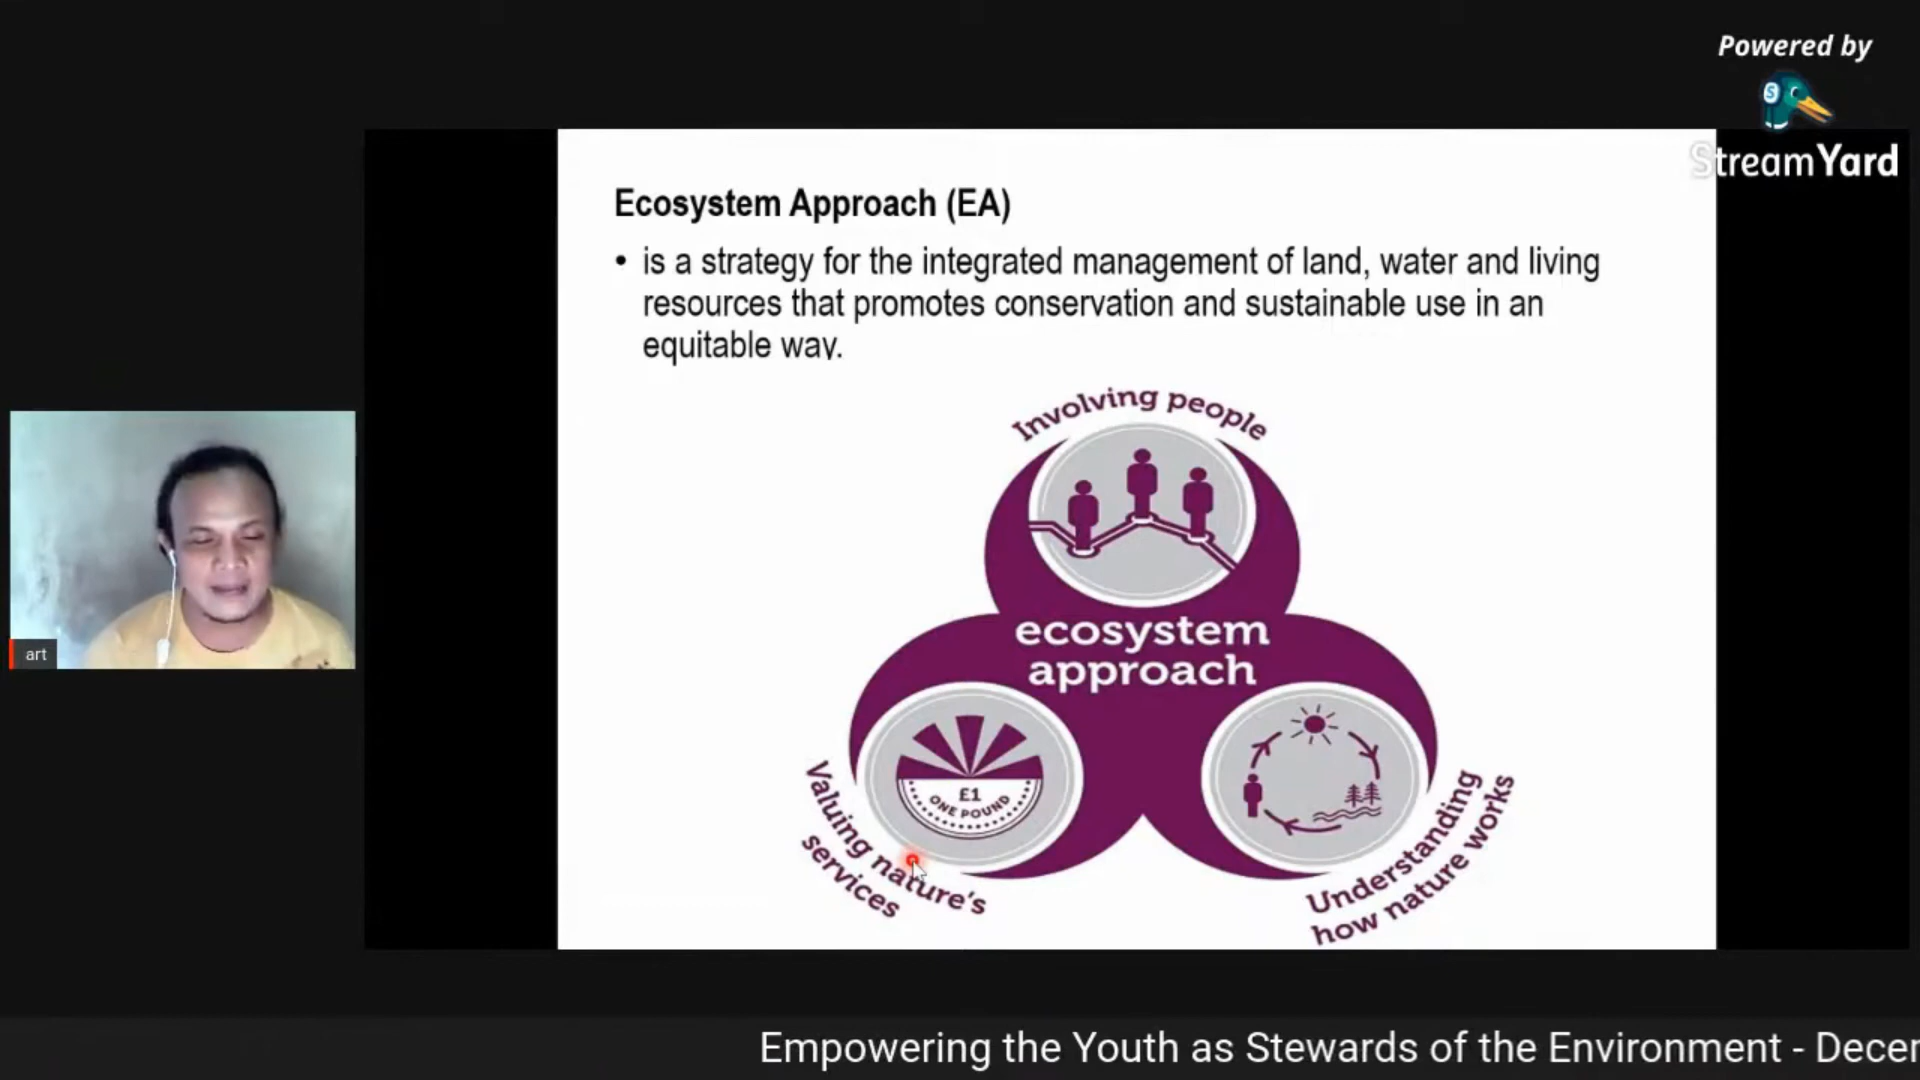 Powered by
StreamYard
Ecosystem Approach (EA)
• is a strategy for the integrated management of land, water and living
resources that promotes conservation and sustainable use in an
equitable way.
Involving people
ecosystem
approach
£1
ONE POUND
Valuing nature's
services
Understanding
how nature works
art
Empowering the Youth as Stewards of the Environment - Decem